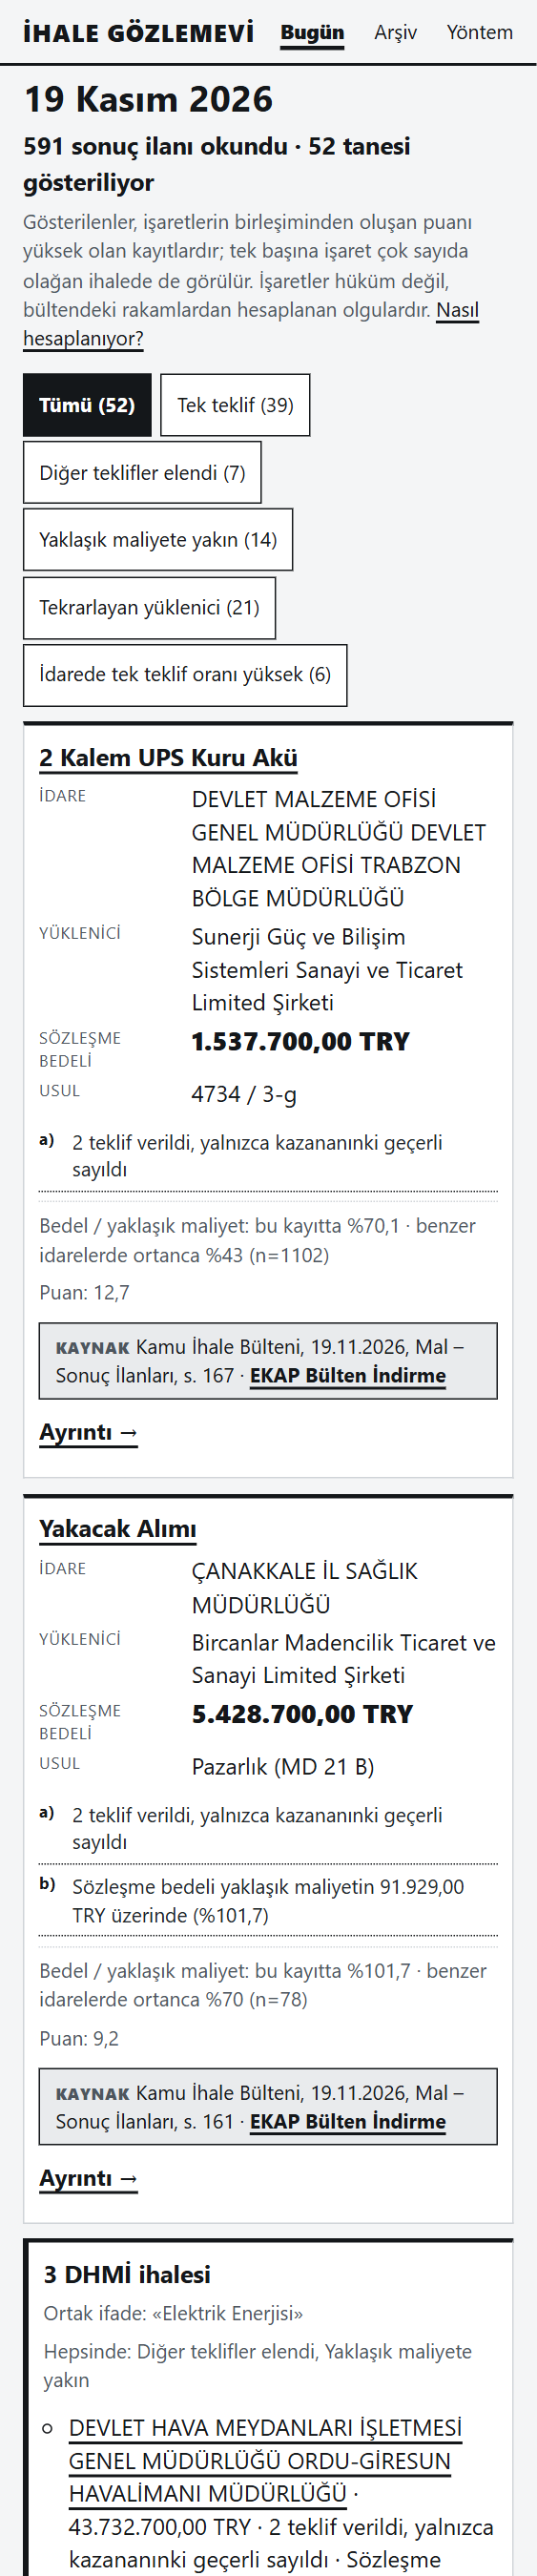 İHALE GÖZLEMEVİ Bugün Arşiv Yöntem
19 Kasım 2026
591 sonuç ilanı okundu · 52 tanesi
gösteriliyor
Gösterilenler, işaretlerin birleşiminden oluşan puanı
yüksek olan kayıtlardır; tek başına işaret çok sayıda
olağan ihalede de görülür. İşaretler hüküm değil,
bültendeki rakamlardan hesaplanan olgulardır. Nasıl
hesaplanıyor?
Tümü (52) Tek teklif (39)
Diğer teklifler elendi (7)
Yaklaşık maliyete yakın (14)
Tekrarlayan yüklenici (21)
İdarede tek teklif oranı yüksek (6)
2 Kalem UPS Kuru Akü
İDARE DEVLET MALZEME OFİSİ
GENEL MÜDÜRLÜĞÜ DEVLET
MALZEME OFİSİ TRABZON
BÖLGE MÜDÜRLÜĞÜ
YÜKLENİCİ Sunerji Güç ve Bilişim
Sistemleri Sanayi ve Ticaret
Limited Şirketi
SÖZLEŞME 1.537.700,00 TRY
BEDELİ
USUL 4734 / 3-g
a) 2 teklif verildi, yalnızca kazananınki geçerli
sayıldı
Bedel / yaklaşık maliyet: bu kayıtta %70,1 · benzer
idarelerde ortanca %43 (n=1102)
Puan: 12,7
KAYNAK Kamu İhale Bülteni, 19.11.2026, Mal –
Sonuç İlanları, s. 167 · EKAP Bülten İndirme
Ayrıntı →
Yakacak Alımı
İDARE ÇANAKKALE İL SAĞLIK
MÜDÜRLÜĞÜ
YÜKLENİCİ Bircanlar Madencilik Ticaret ve
Sanayi Limited Şirketi
SÖZLEŞME 5.428.700,00 TRY
BEDELİ
USUL Pazarlık (MD 21 B)
a) 2 teklif verildi, yalnızca kazananınki geçerli
sayıldı
b) Sözleşme bedeli yaklaşık maliyetin 91.929,00
TRY üzerinde (%101,7)
Bedel / yaklaşık maliyet: bu kayıtta %101,7 · benzer
idarelerde ortanca %70 (n=78)
Puan: 9,2
KAYNAK Kamu İhale Bülteni, 19.11.2026, Mal –
Sonuç İlanları, s. 161 · EKAP Bülten İndirme
Ayrıntı →
3 DHMİ ihalesi
Ortak ifade: «Elektrik Enerjisi»
Hepsinde: Diğer teklifler elendi, Yaklaşık maliyete
yakın
DEVLET HAVA MEYDANLARI İŞLETMESİ
GENEL MÜDÜRLÜĞÜ ORDU-GİRESUN
HAVALİMANI MÜDÜRLÜĞÜ ·
43.732.700,00 TRY · 2 teklif verildi, yalnızca
kazananınki geçerli sayıldı · Sözleşme